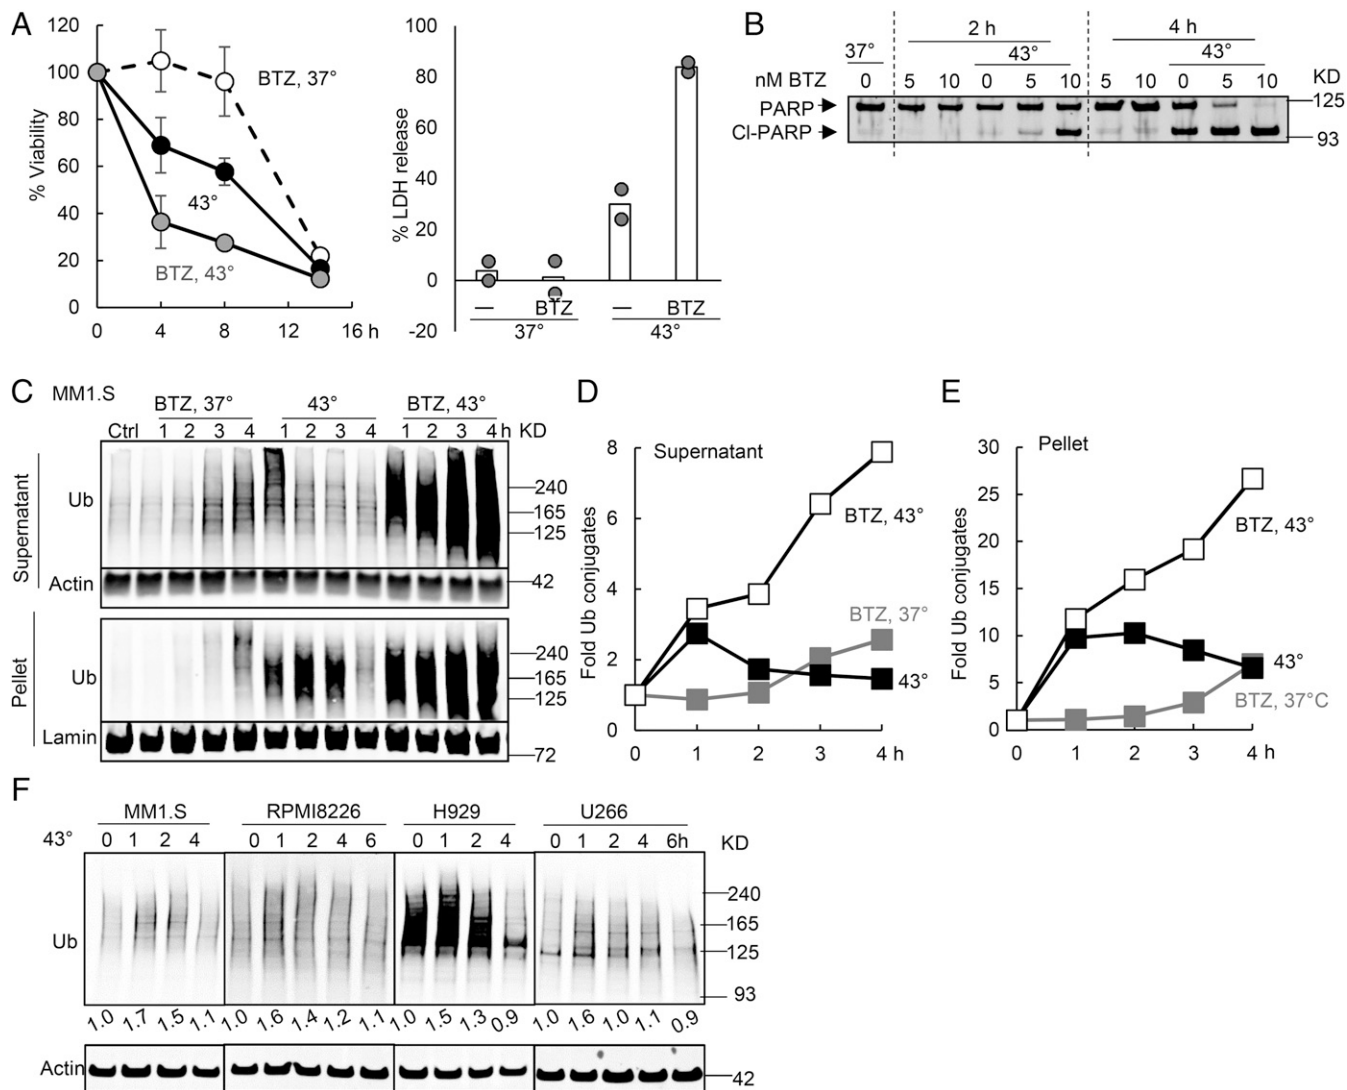 A
120
100
80
60
40
20
0
% Viability
0 4 8 12 16 h
BTZ, 37°
43°
BTZ, 43°
100
80
60
40
20
0
-20
% LDH release
— BTZ — BTZ
37° 43°
B
2 h 4 h
37° 43° 43°
nM BTZ 0 5 10 0 5 10 5 10 0 5 10 KD
PARP 125
Cl-PARP 93
C MM1.S
BTZ, 37° 43° BTZ, 43°
Ctrl 1 2 3 4 1 2 3 4 1 2 3 4 h KD
Supernatant
Ub
240
165
125
Actin 42
Pellet
Ub
240
165
125
Lamin
72
D
Supernatant
8
6
4
2
0
Fold Ub conjugates
0 1 2 3 4 h
BTZ, 43°
BTZ, 37°
43°
E
Pellet
30
25
20
15
10
5
0
Fold Ub conjugates
0 1 2 3 4 h
BTZ, 43°
43°
BTZ, 37°C
F
MM1.S RPMI8226 H929 U266
43° 0 1 2 4 0 1 2 4 6 0 1 2 4 0 1 2 4 6h KD
Ub
240
165
125
93
1.0 1.7 1.5 1.1 1.0 1.6 1.4 1.2 1.1 1.0 1.5 1.3 0.9 1.0 1.6 1.0 1.1 0.9
Actin 42